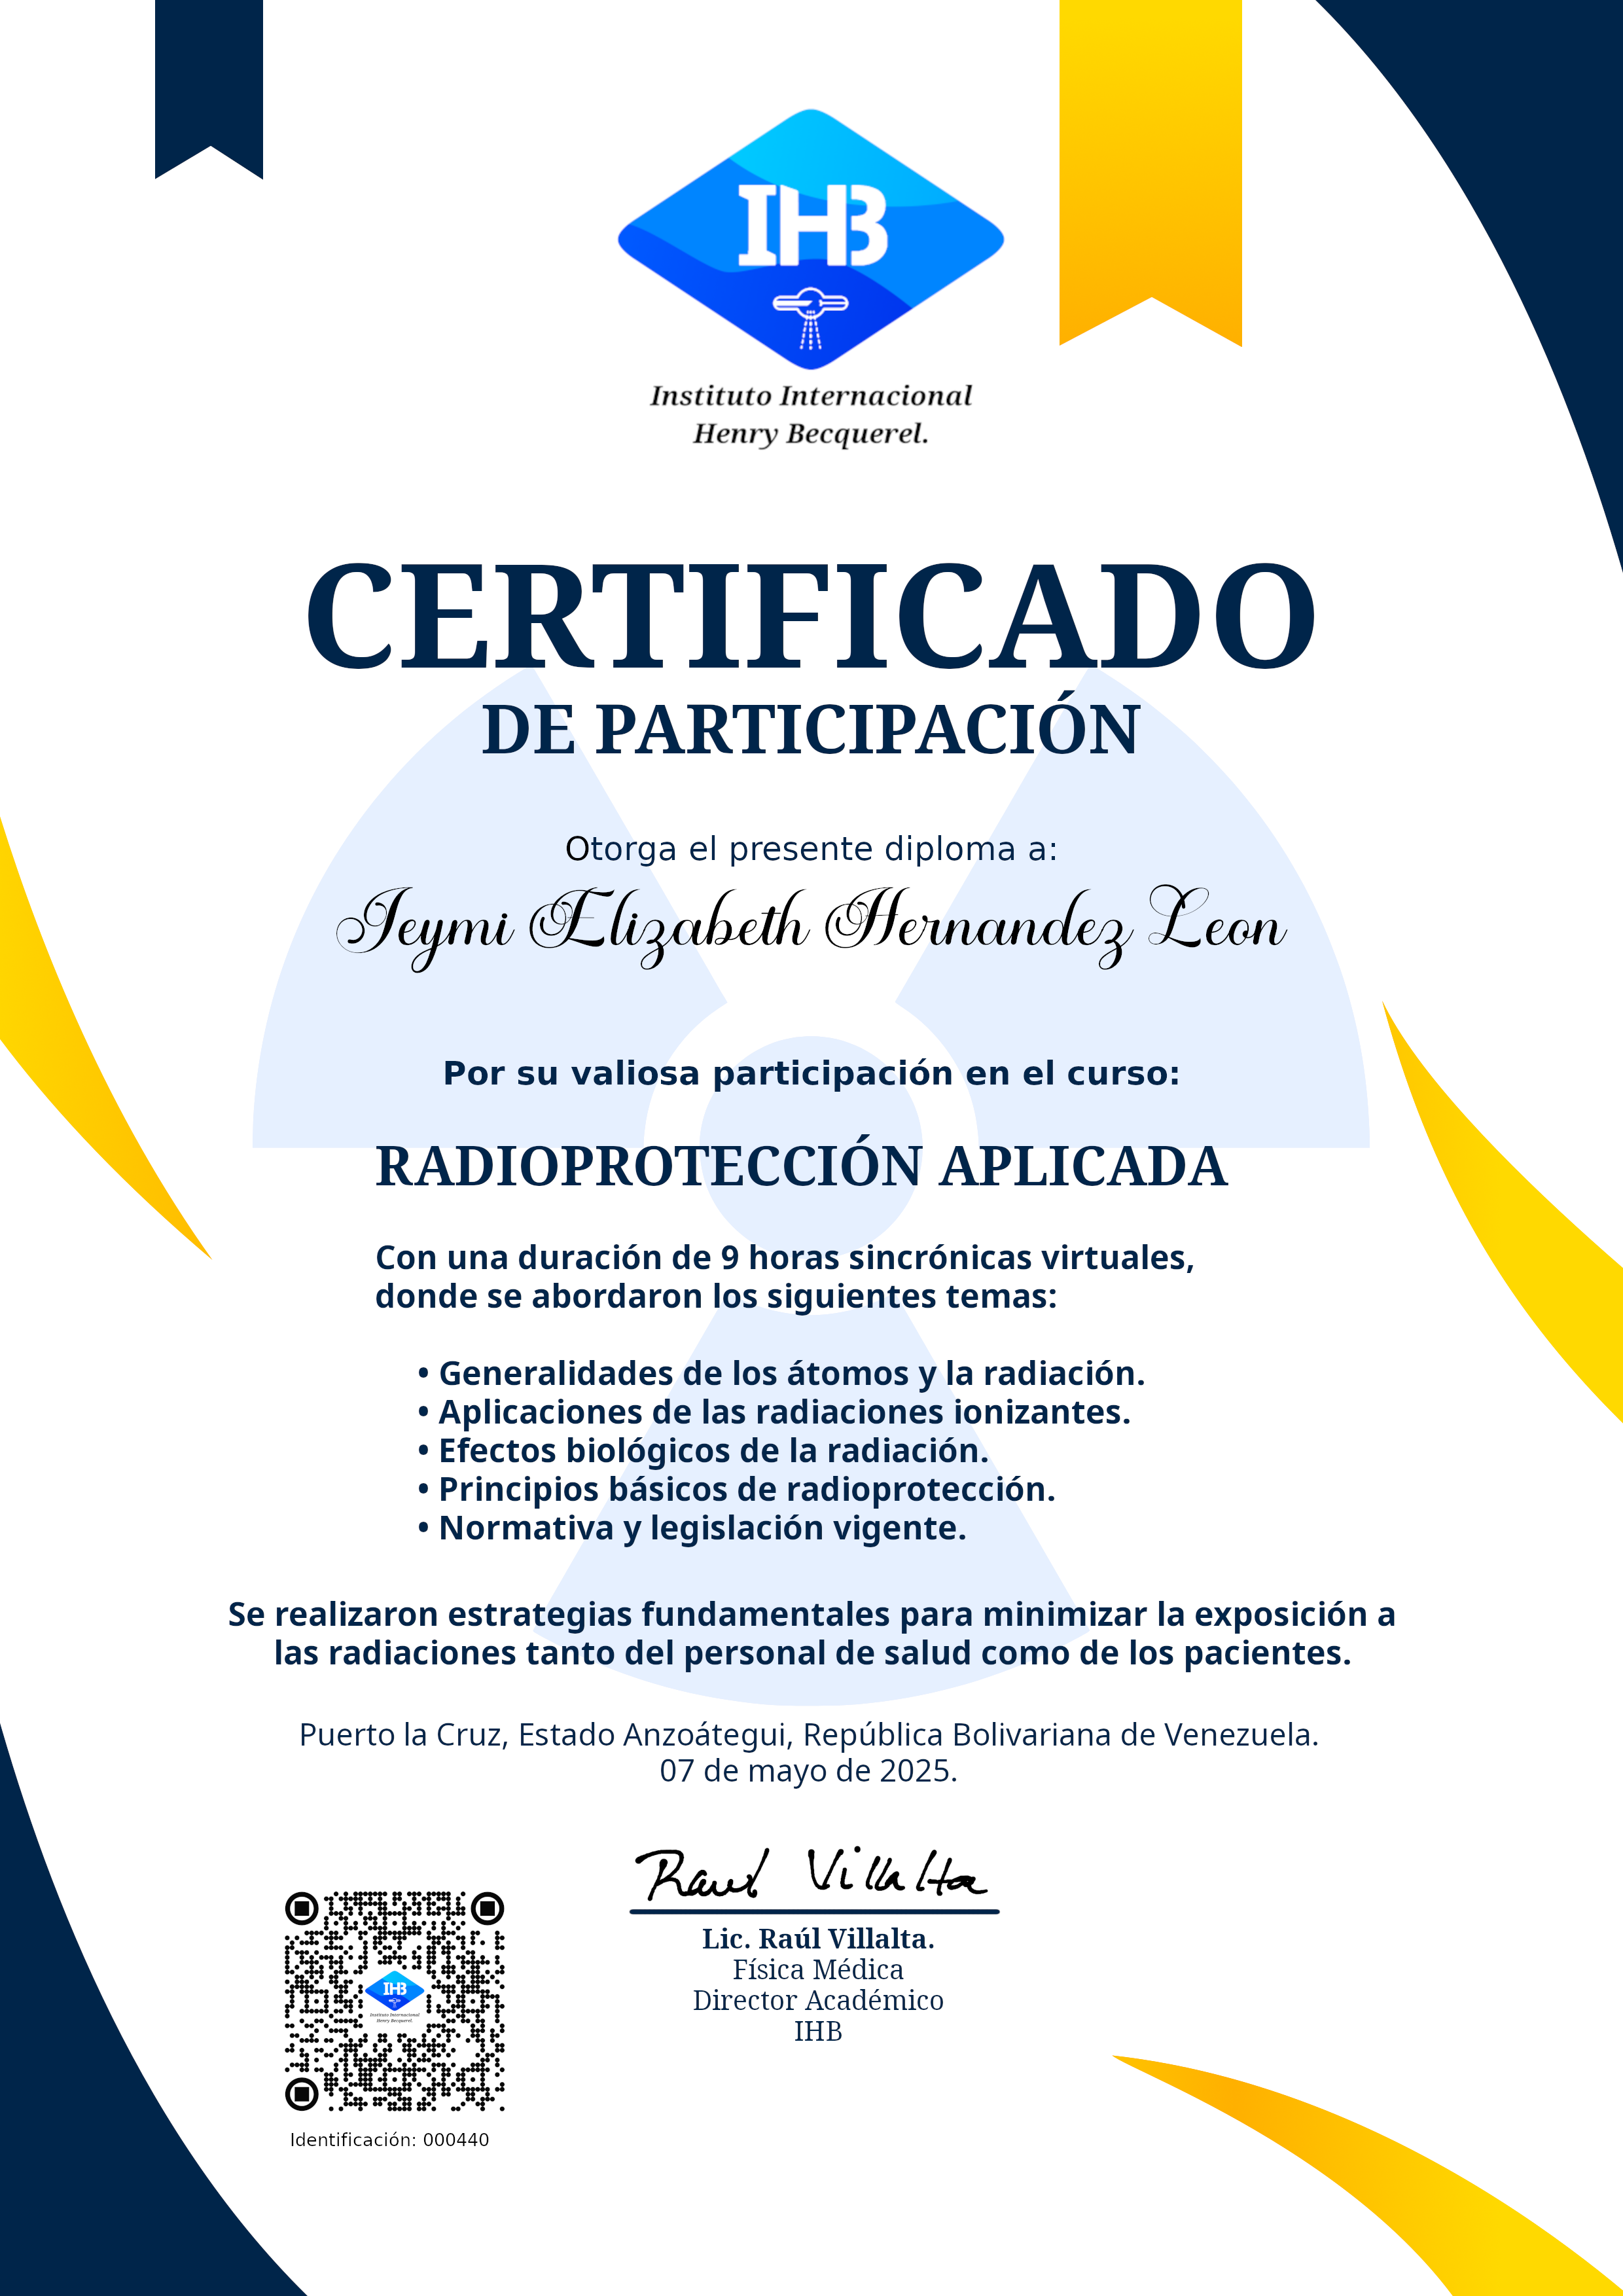 IHB
Instituto Internacional
Henry Becquerel.
CERTIFICADO
DE PARTICIPACIÓN
Otorga el presente diploma a:
Jeymi Elizabeth Hernandez Leon
Por su valiosa participación en el curso:
RADIOPROTECCIÓN APLICADA
Con una duración de 9 horas sincrónicas virtuales,
donde se abordaron los siguientes temas:
• Generalidades de los átomos y la radiación.
• Aplicaciones de las radiaciones ionizantes.
• Efectos biológicos de la radiación.
• Principios básicos de radioprotección.
• Normativa y legislación vigente.
Se realizaron estrategias fundamentales para minimizar la exposición a
las radiaciones tanto del personal de salud como de los pacientes.
Puerto la Cruz, Estado Anzoátegui, República Bolivariana de Venezuela.
07 de mayo de 2025.
Raul Villalta
Lic. Raúl Villalta.
Física Médica
Director Académico
IHB
IHB
Instituto Internacional
Henry Becquerel.
Identificación: 000440